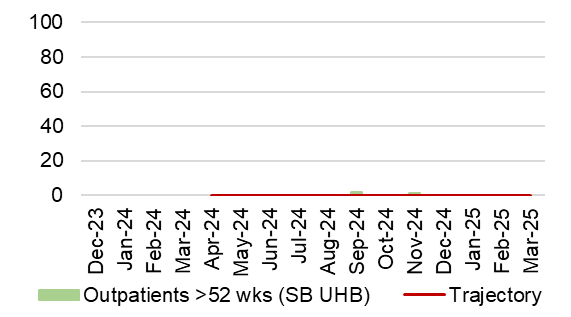 100
80
60
40
20
0
Dec-23
Jan-24
Feb-24
Mar-24
Apr-24
May-24
Jun-24
Jul-24
Aug-24
Sep-24
Oct-24
Nov-24
Dec-24
Jan-25
Feb-25
Mar-25
Outpatients >52 wks (SB UHB) Trajectory